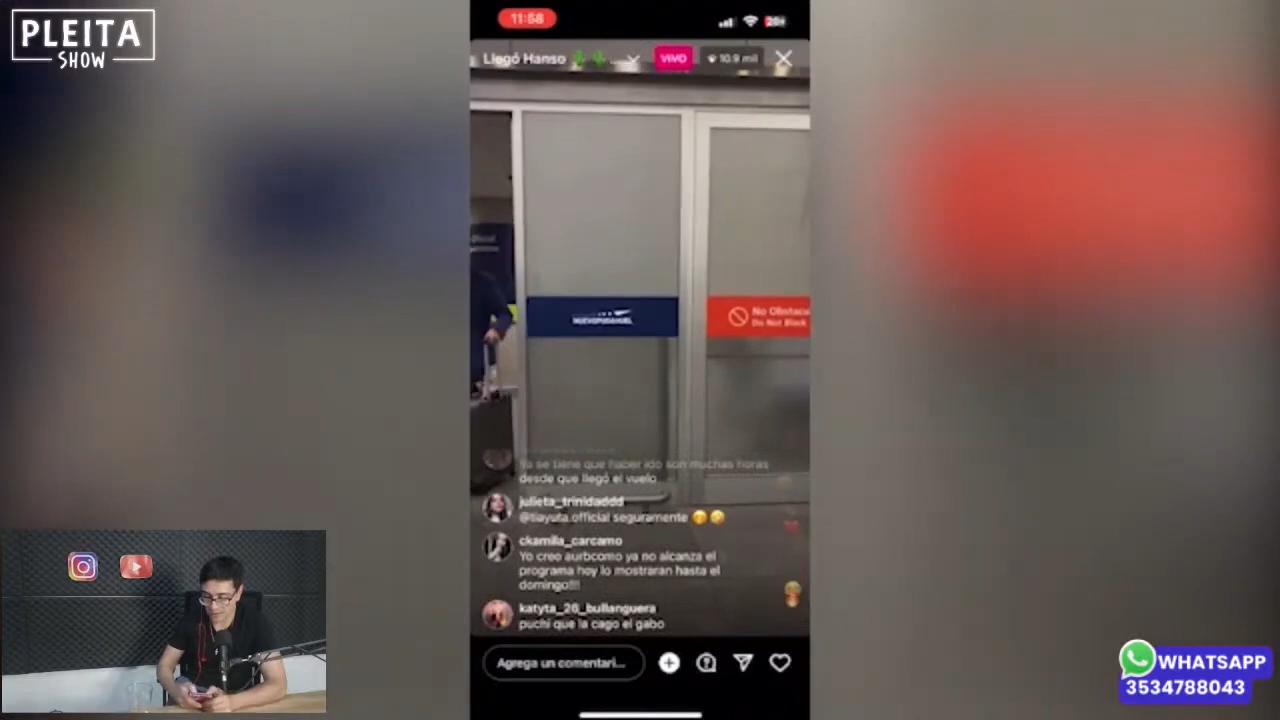 PLEITA
SHOW
11:58
26+
Llegó Hanso
VIVO
10.9 mil
NUEVOPUDAHUEL
No Obstacu
Do Not Block
Ya se tiene que haber ido son muchas horas
desde que llegó el vuelo
julieta_trinidaddd
@tiayuta.official seguramente
ckamilla_carcamo
Yo creo aurbcomo ya no alcanza el
programa hoy lo mostraran hasta el
domingo!!!
katyta_26_bullanguera
puchi que la cago el gabo
Agrega un comentari...
WHATSAPP
3534788043